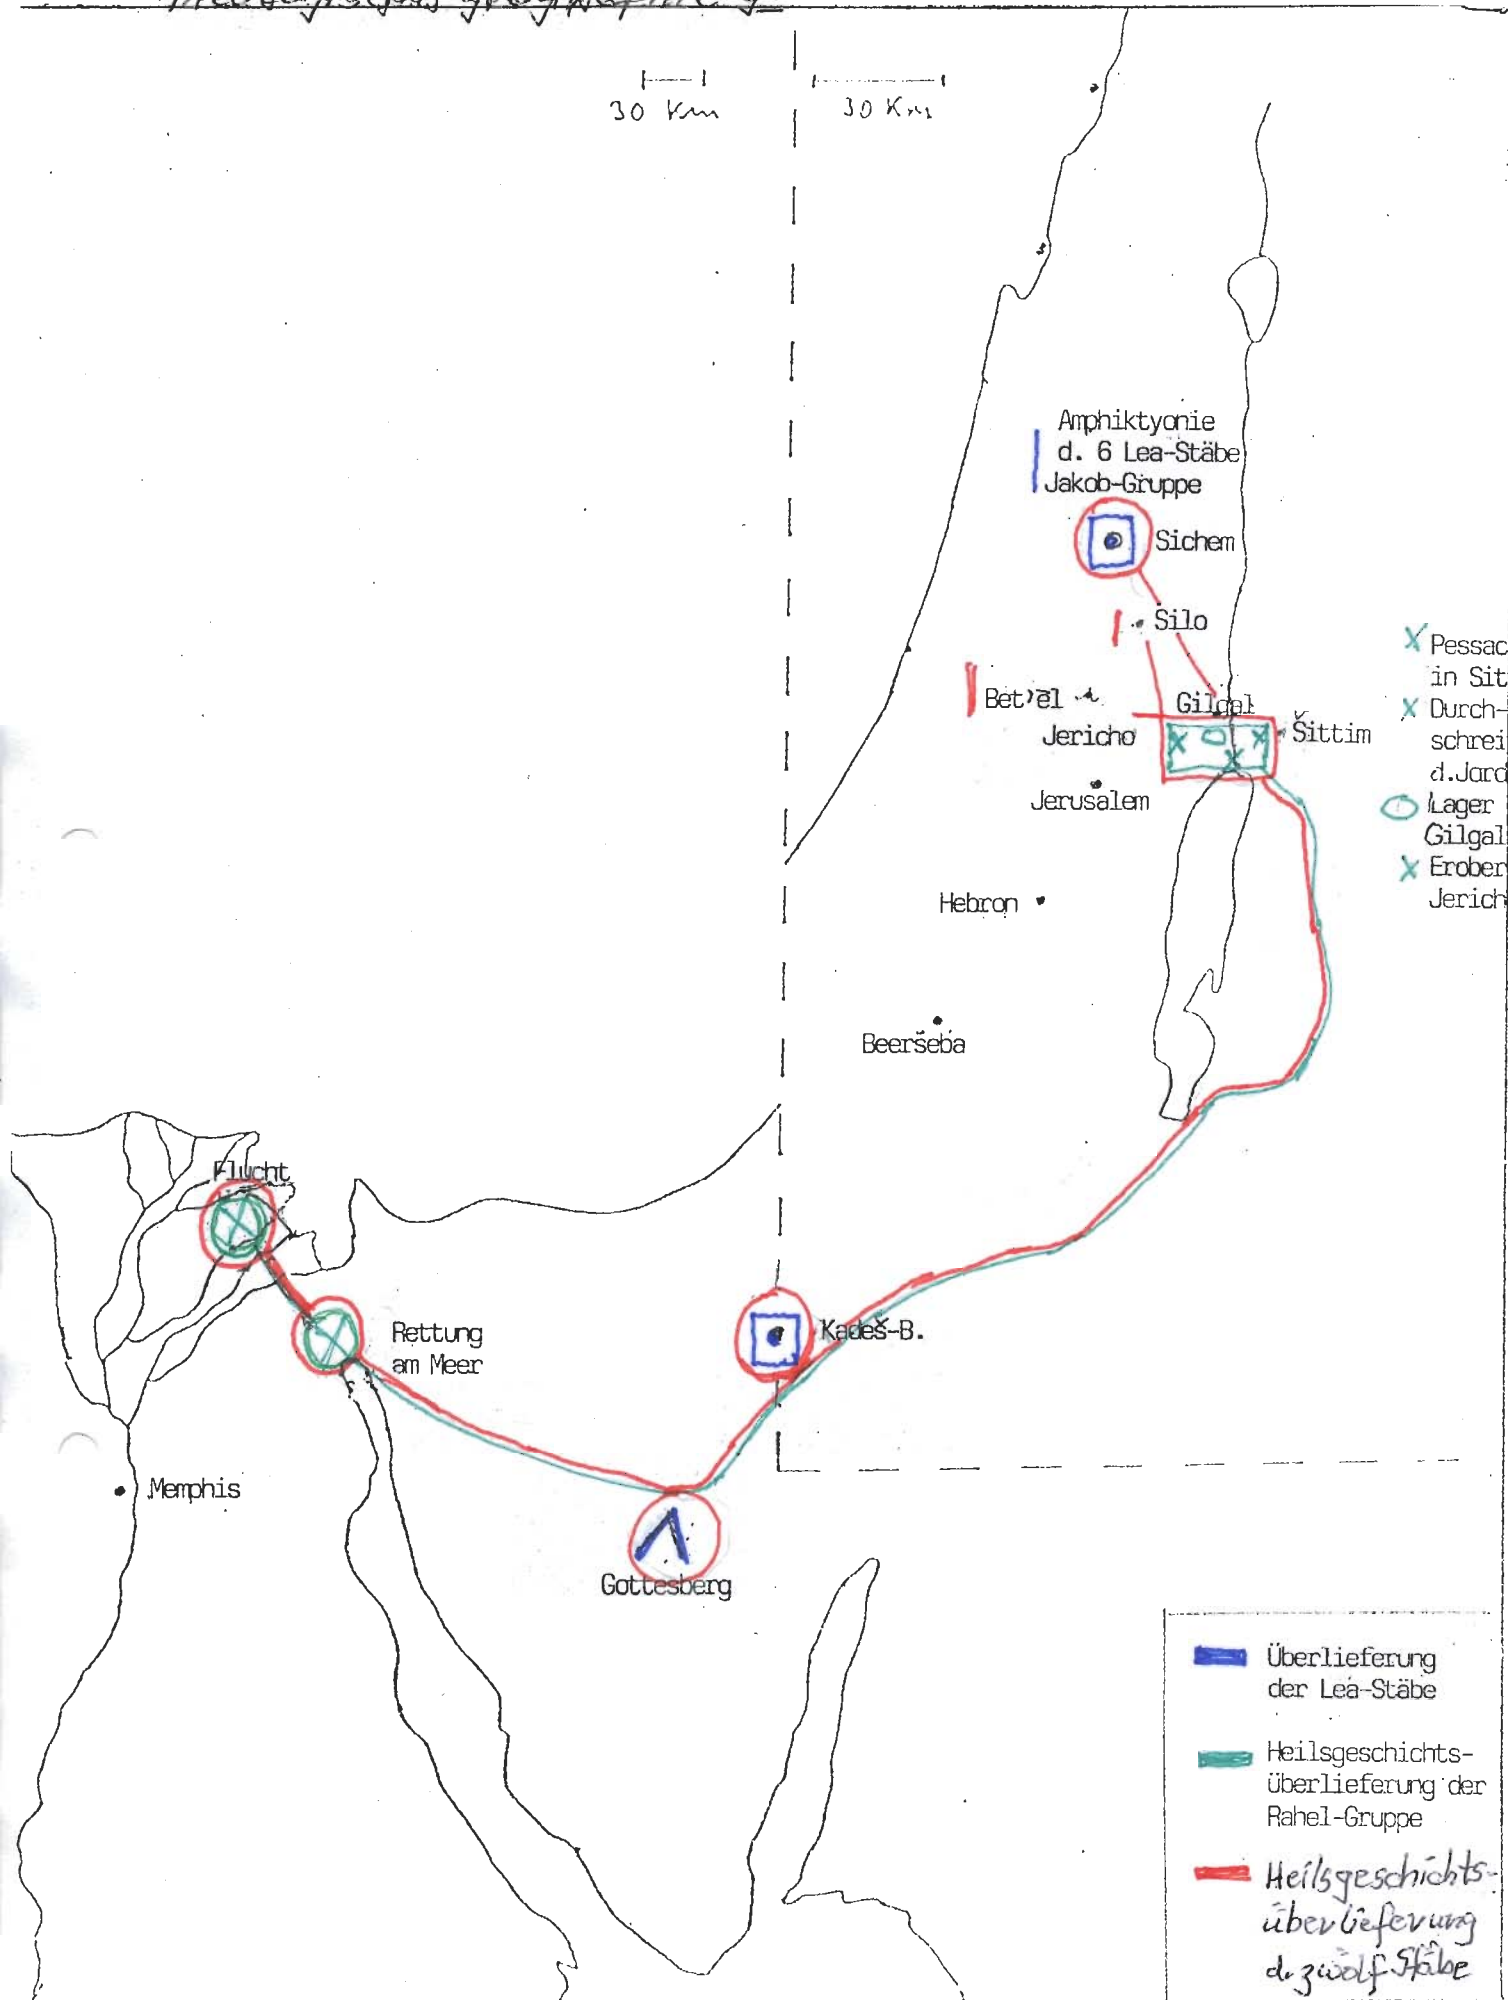 30 Km
30 Km
Amphiktyonie
d. 6 Lea-Stäbe
Jakob-Gruppe
Sichem
Silo
Betel
Gilgal
Jericho
Šittim
Jerusalem
Hebron
Beeršeba
X Pessac
in Sit
X Durch-
schrei
d.Jord
Lager
Gilgal
X Erober
Jerich
Flucht
Rettung
am Meer
Kadeš-B.
Memphis
Gottesberg
Überlieferung
der Lea-Stäbe
Heilsgeschichts-
überlieferung der
Rahel-Gruppe
Heilsgeschichts-
überlieferung
d. zwölf Stäbe